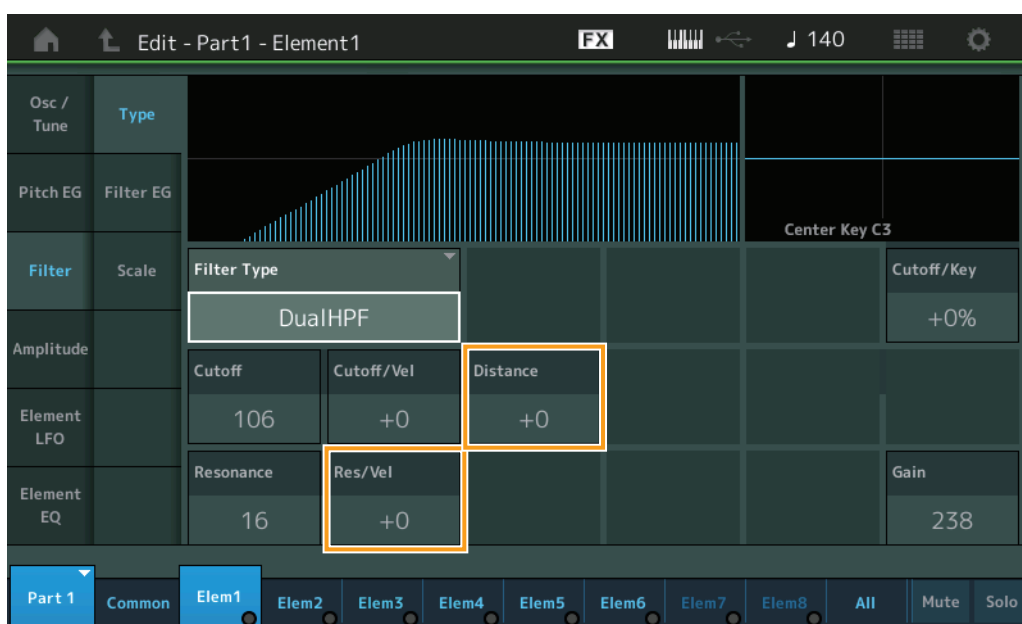 Edit - Part1 - Element1 FX 140
Osc /
Tune
Type
Pitch EG
Filter EG
Center Key C3
Filter
Scale
Filter Type
DualHPF
Cutoff/Key
+0%
Amplitude
Cutoff
106
Cutoff/Vel
+0
Distance
+0
Element
LFO
Resonance
16
Res/Vel
+0
Gain
238
Element
EQ
Part 1 Common Elem1 Elem2 Elem3 Elem4 Elem5 Elem6 Elem7 Elem8 All Mute Solo